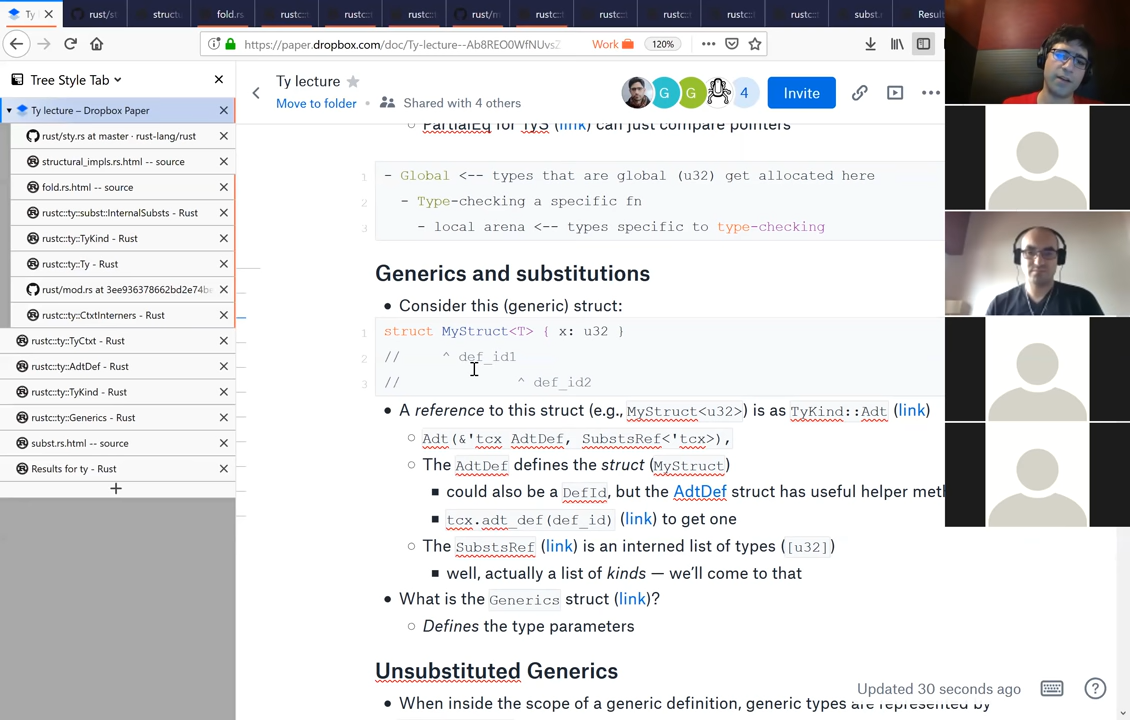 Ty
rust/st
structu
fold.rs
rustc::
rustc::t
rustc::t
rust/m
rustc::t
rustc::t
rustc::t
rustc::t
rustc::t
subst.r
Resul
https://paper.dropbox.com/doc/Ty-lecture--Ab8REO0WfNUvsZ
Work
120%
Tree Style Tab
Ty lecture – Dropbox Paper
rust/sty.rs at master · rust-lang/rust
structural_impls.rs.html -- source
fold.rs.html -- source
rustc::ty::subst::InternalSubsts - Rust
rustc::ty::TyKind - Rust
rustc::ty::Ty - Rust
rust/mod.rs at 3ee936378662bd2e74be
rustc::ty::CtxtInterners - Rust
rustc::ty::TyCtxt - Rust
rustc::ty::AdtDef - Rust
rustc::ty::TyKind - Rust
rustc::ty::Generics - Rust
subst.rs.html -- source
Results for ty - Rust
+
Ty lecture
Move to folder
Shared with 4 others
G
G
4
Invite
PartialEq for TyS (link) can just compare pointers
1 - Global <-- types that are global (u32) get allocated here
2 - Type-checking a specific fn
3 - local arena <-- types specific to type-checking
Generics and substitutions
• Consider this (generic) struct:
1 struct MyStruct<T> { x: u32 }
2 // ^ def_id1
3 // ^ def_id2
• A reference to this struct (e.g., MyStruct<u32>) is as TyKind::Adt (link)
Adt(&'tcx AdtDef, SubstsRef<'tcx>),
The AdtDef defines the struct (MyStruct)
could also be a DefId, but the AdtDef struct has useful helper met
tcx.adt_def(def_id) (link) to get one
The SubstsRef (link) is an interned list of types ([u32])
well, actually a list of kinds — we'll come to that
• What is the Generics struct (link)?
Defines the type parameters
Unsubstituted Generics
• When inside the scope of a generic definition, generic types are represented by
Updated 30 seconds ago
?